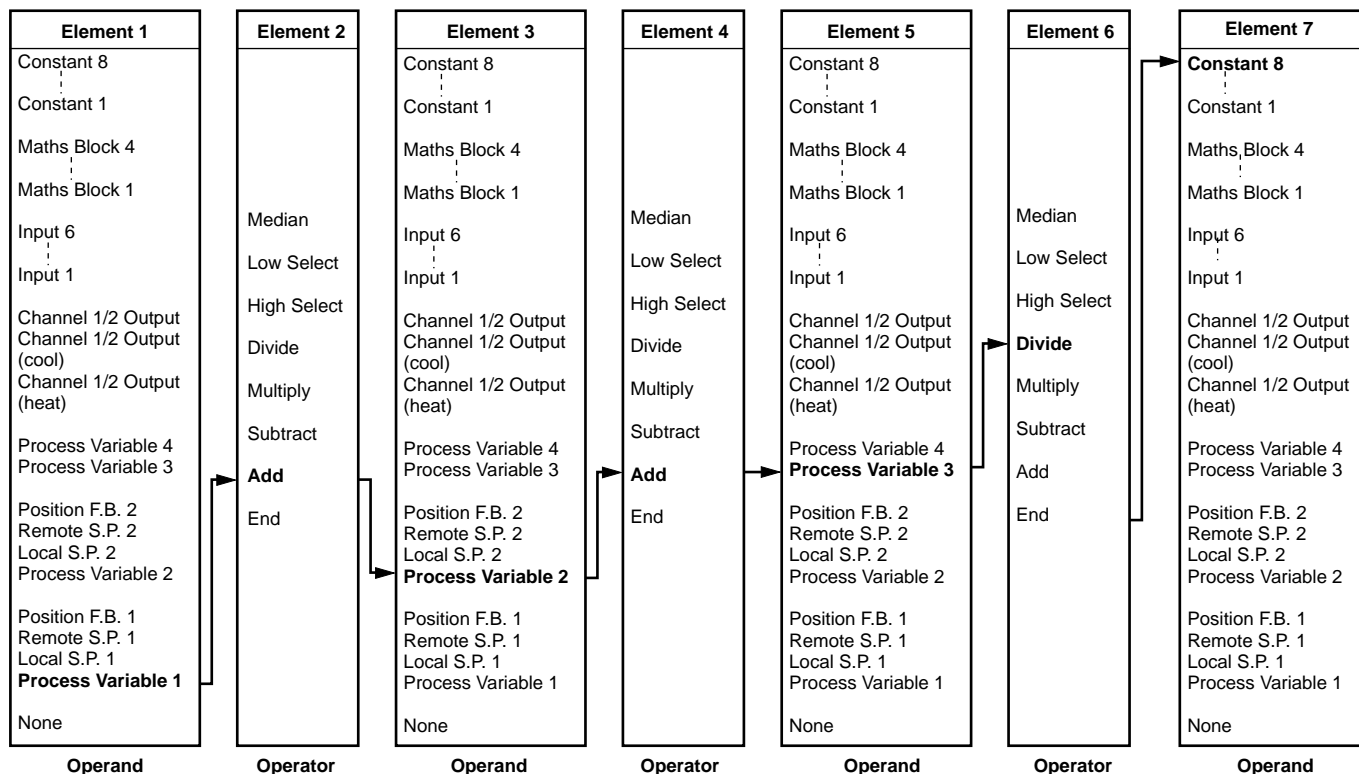 Element 1
Constant 8
Constant 1
Maths Block 4
Maths Block 1
Input 6
Input 1
Channel 1/2 Output
Channel 1/2 Output
(cool)
Channel 1/2 Output
(heat)
Process Variable 4
Process Variable 3
Position F.B. 2
Remote S.P. 2
Local S.P. 2
Process Variable 2
Position F.B. 1
Remote S.P. 1
Local S.P. 1
Process Variable 1
None
Operand
Element 2
Median
Low Select
High Select
Divide
Multiply
Subtract
Add
End
Operator
Element 3
Constant 8
Constant 1
Maths Block 4
Maths Block 1
Input 6
Input 1
Channel 1/2 Output
Channel 1/2 Output
(cool)
Channel 1/2 Output
(heat)
Process Variable 4
Process Variable 3
Position F.B. 2
Remote S.P. 2
Local S.P. 2
Process Variable 2
Position F.B. 1
Remote S.P. 1
Local S.P. 1
Process Variable 1
None
Operand
Element 4
Median
Low Select
High Select
Divide
Multiply
Subtract
Add
End
Operator
Element 5
Constant 8
Constant 1
Maths Block 4
Maths Block 1
Input 6
Input 1
Channel 1/2 Output
Channel 1/2 Output
(cool)
Channel 1/2 Output
(heat)
Process Variable 4
Process Variable 3
Position F.B. 2
Remote S.P. 2
Local S.P. 2
Process Variable 2
Position F.B. 1
Remote S.P. 1
Local S.P. 1
Process Variable 1
None
Operand
Element 6
Median
Low Select
High Select
Divide
Multiply
Subtract
Add
End
Operator
Element 7
Constant 8
Constant 1
Maths Block 4
Maths Block 1
Input 6
Input 1
Channel 1/2 Output
Channel 1/2 Output
(cool)
Channel 1/2 Output
(heat)
Process Variable 4
Process Variable 3
Position F.B. 2
Remote S.P. 2
Local S.P. 2
Process Variable 2
Position F.B. 1
Remote S.P. 1
Local S.P. 1
Process Variable 1
None
Operand